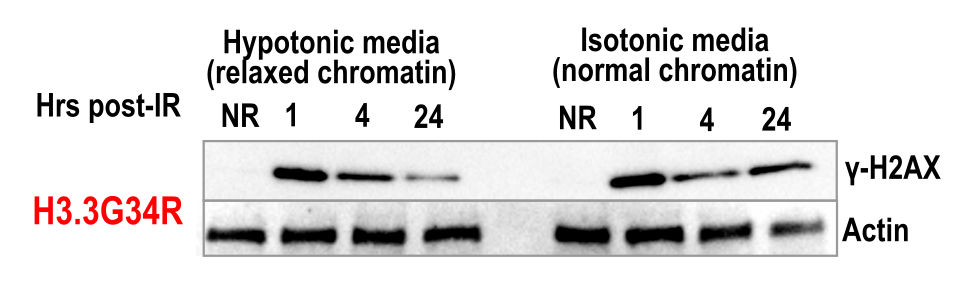 Hypotonic media
(relaxed chromatin)
Isotonic media
(normal chromatin)
Hrs post-IR
NR 1 4 24
NR 1 4 24
γ-H2AX
H3.3G34R
Actin